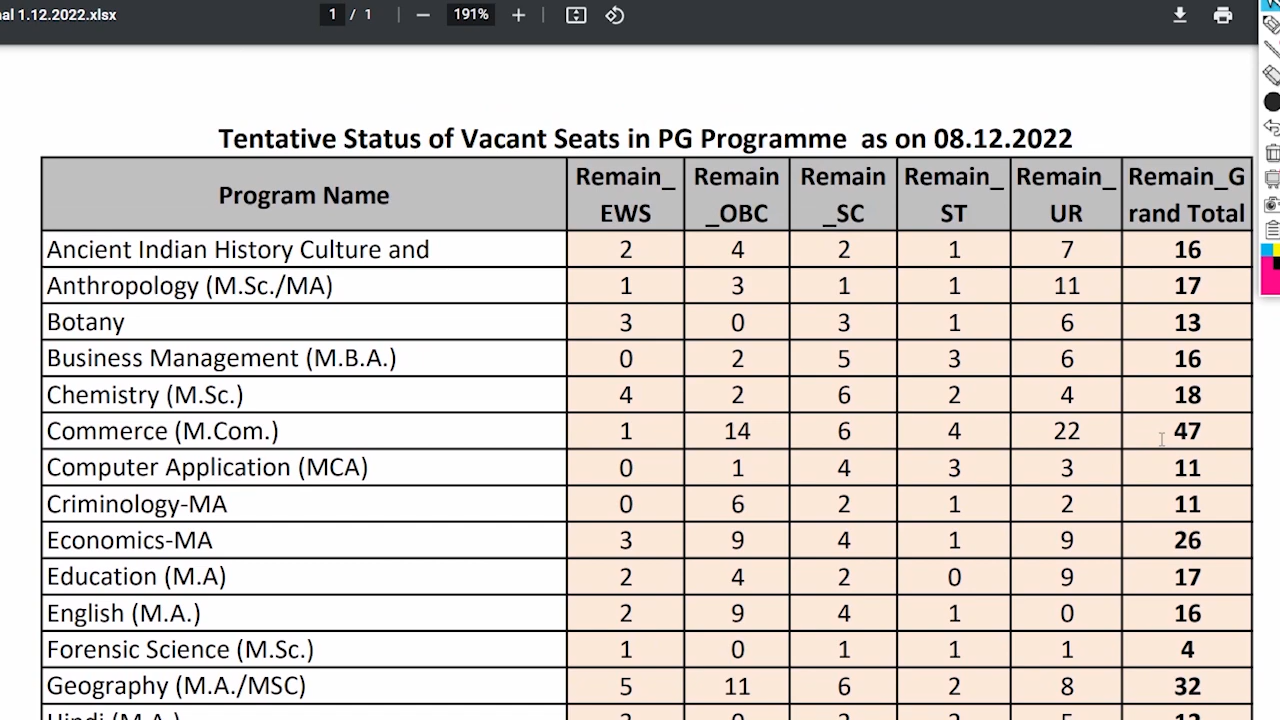 al 1.12.2022.xlsx 1 / 1 191%
Tentative Status of Vacant Seats in PG Programme as on 08.12.2022
Program Name Remain_EWS Remain_OBC Remain_SC Remain_ST Remain_UR Remain_Grand Total
Ancient Indian History Culture and 2 4 2 1 7 16
Anthropology (M.Sc./MA) 1 3 1 1 11 17
Botany 3 0 3 1 6 13
Business Management (M.B.A.) 0 2 5 3 6 16
Chemistry (M.Sc.) 4 2 6 2 4 18
Commerce (M.Com.) 1 14 6 4 22 47
Computer Application (MCA) 0 1 4 3 3 11
Criminology-MA 0 6 2 1 2 11
Economics-MA 3 9 4 1 9 26
Education (M.A) 2 4 2 0 9 17
English (M.A.) 2 9 4 1 0 16
Forensic Science (M.Sc.) 1 0 1 1 1 4
Geography (M.A./MSC) 5 11 6 2 8 32
Hindi (M.A.)